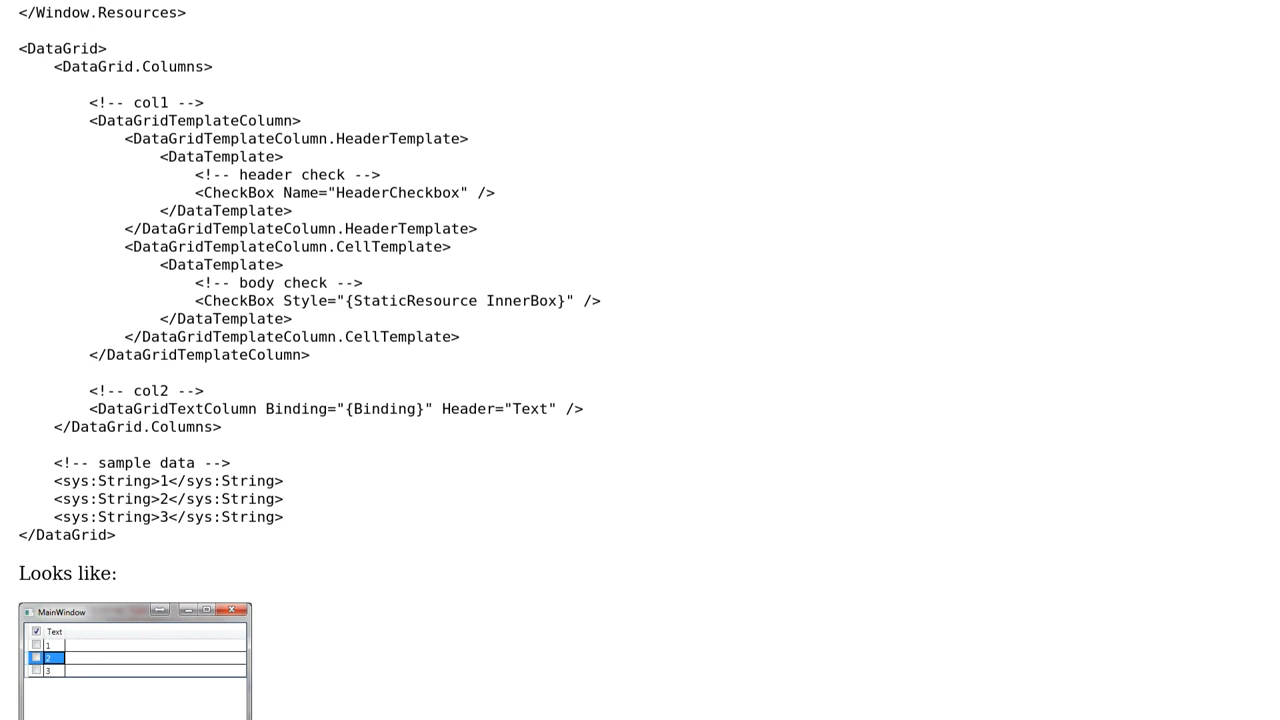 </Window.Resources>
<DataGrid>
    <DataGrid.Columns>
        <!-- col1 -->
        <DataGridTemplateColumn>
            <DataGridTemplateColumn.HeaderTemplate>
                <DataTemplate>
                    <!-- header check -->
                    <CheckBox Name="HeaderCheckbox" />
                </DataTemplate>
            </DataGridTemplateColumn.HeaderTemplate>
            <DataGridTemplateColumn.CellTemplate>
                <DataTemplate>
                    <!-- body check -->
                    <CheckBox Style="{StaticResource InnerBox}" />
                </DataTemplate>
            </DataGridTemplateColumn.CellTemplate>
        </DataGridTemplateColumn>
        <!-- col2 -->
        <DataGridTextColumn Binding="{Binding}" Header="Text" />
    </DataGrid.Columns>
    <!-- sample data -->
    <sys:String>1</sys:String>
    <sys:String>2</sys:String>
    <sys:String>3</sys:String>
</DataGrid>
Looks like:
MainWindow
Text
1
2
3